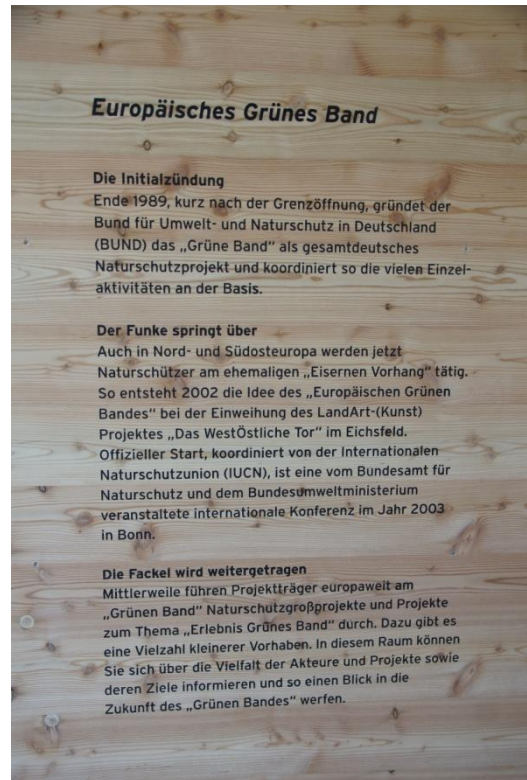 Europäisches Grünes Band
Die Initialzündung
Ende 1989, kurz nach der Grenzöffnung, gründet der
Bund für Umwelt- und Naturschutz in Deutschland
(BUND) das „Grüne Band" als gesamtdeutsches
Naturschutzprojekt und koordiniert so die vielen Einzel-
aktivitäten an der Basis.
Der Funke springt über
Auch in Nord- und Südosteuropa werden jetzt
Naturschützer am ehemaligen „Eisernen Vorhang" tätig.
So entsteht 2002 die Idee des „Europäischen Grünen
Bandes" bei der Einweihung des LandArt-(Kunst)
Projektes „Das WestÖstliche Tor" im Eichsfeld.
Offizieller Start, koordiniert von der Internationalen
Naturschutzunion (IUCN), ist eine vom Bundesamt für
Naturschutz und dem Bundesumweltministerium
veranstaltete internationale Konferenz im Jahr 2003
in Bonn.
Die Fackel wird weitergetragen
Mittlerweile führen Projektträger europaweit am
„Grünen Band" Naturschutzgroßprojekte und Projekte
zum Thema „Erlebnis Grünes Band" durch. Dazu gibt es
eine Vielzahl kleinerer Vorhaben. In diesem Raum können
Sie sich über die Vielfalt der Akteure und Projekte sowie
deren Ziele informieren und so einen Blick in die
Zukunft des „Grünen Bandes" werfen.